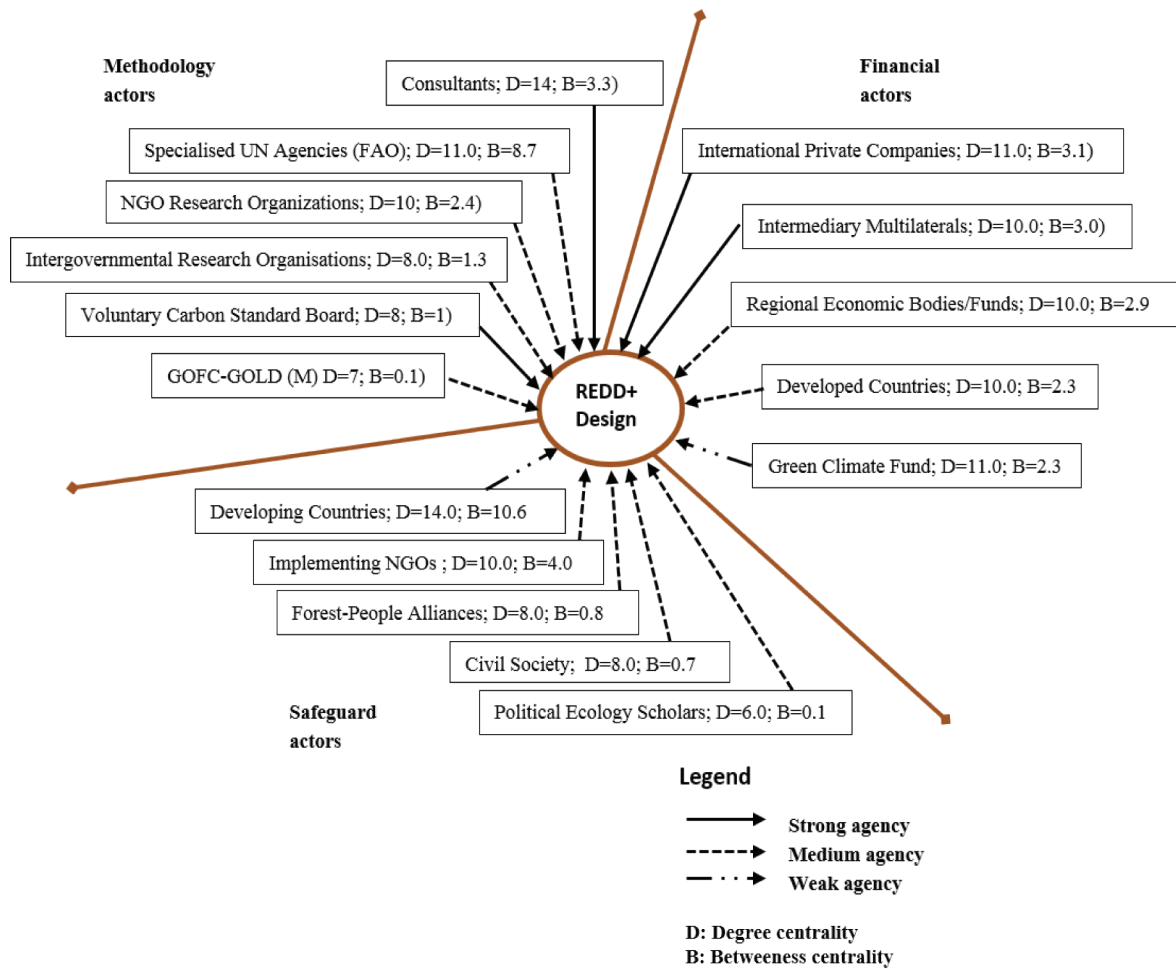 Methodology
actors
Consultants; D=14; B=3.3)
Specialised UN Agencies (FAO); D=11.0; B=8.7
NGO Research Organizations; D=10; B=2.4)
Intergovernmental Research Organisations; D=8.0; B=1.3
Voluntary Carbon Standard Board; D=8; B=1)
GOFC-GOLD (M) D=7; B=0.1)
Financial
actors
International Private Companies; D=11.0; B=3.1)
Intermediary Multilaterals; D=10.0; B=3.0)
Regional Economic Bodies/Funds; D=10.0; B=2.9
Developed Countries; D=10.0; B=2.3
Green Climate Fund; D=11.0; B=2.3
REDD+
Design
Developing Countries; D=14.0; B=10.6
Implementing NGOs ; D=10.0; B=4.0
Forest-People Alliances; D=8.0; B=0.8
Civil Society;  D=8.0; B=0.7
Political Ecology Scholars; D=6.0; B=0.1
Safeguard
actors
Legend
Strong agency
Medium agency
Weak agency
D: Degree centrality
B: Betweeness centrality